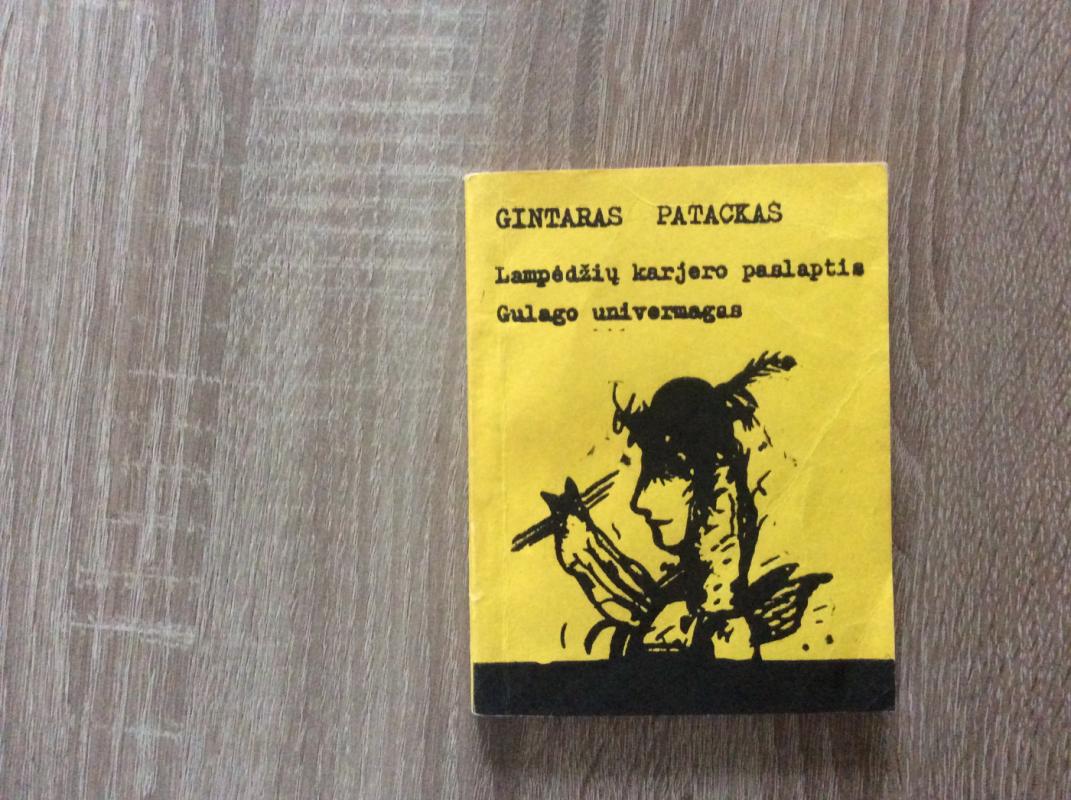 GINTARAS PATACKAS
Lampėdžių karjero paslaptis
Gulago univermagas